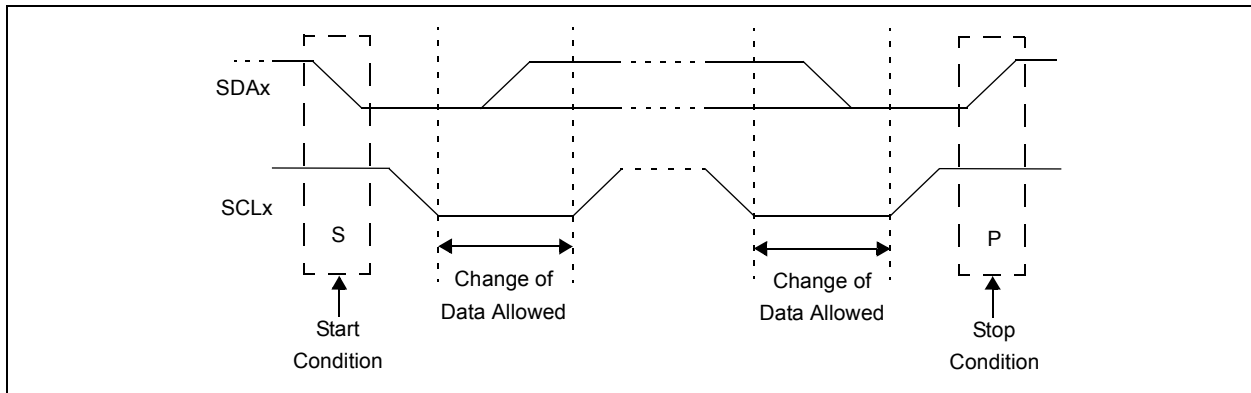 SDAx
SCLx
S
P
Change of
Data Allowed
Change of
Data Allowed
Start
Condition
Stop
Condition